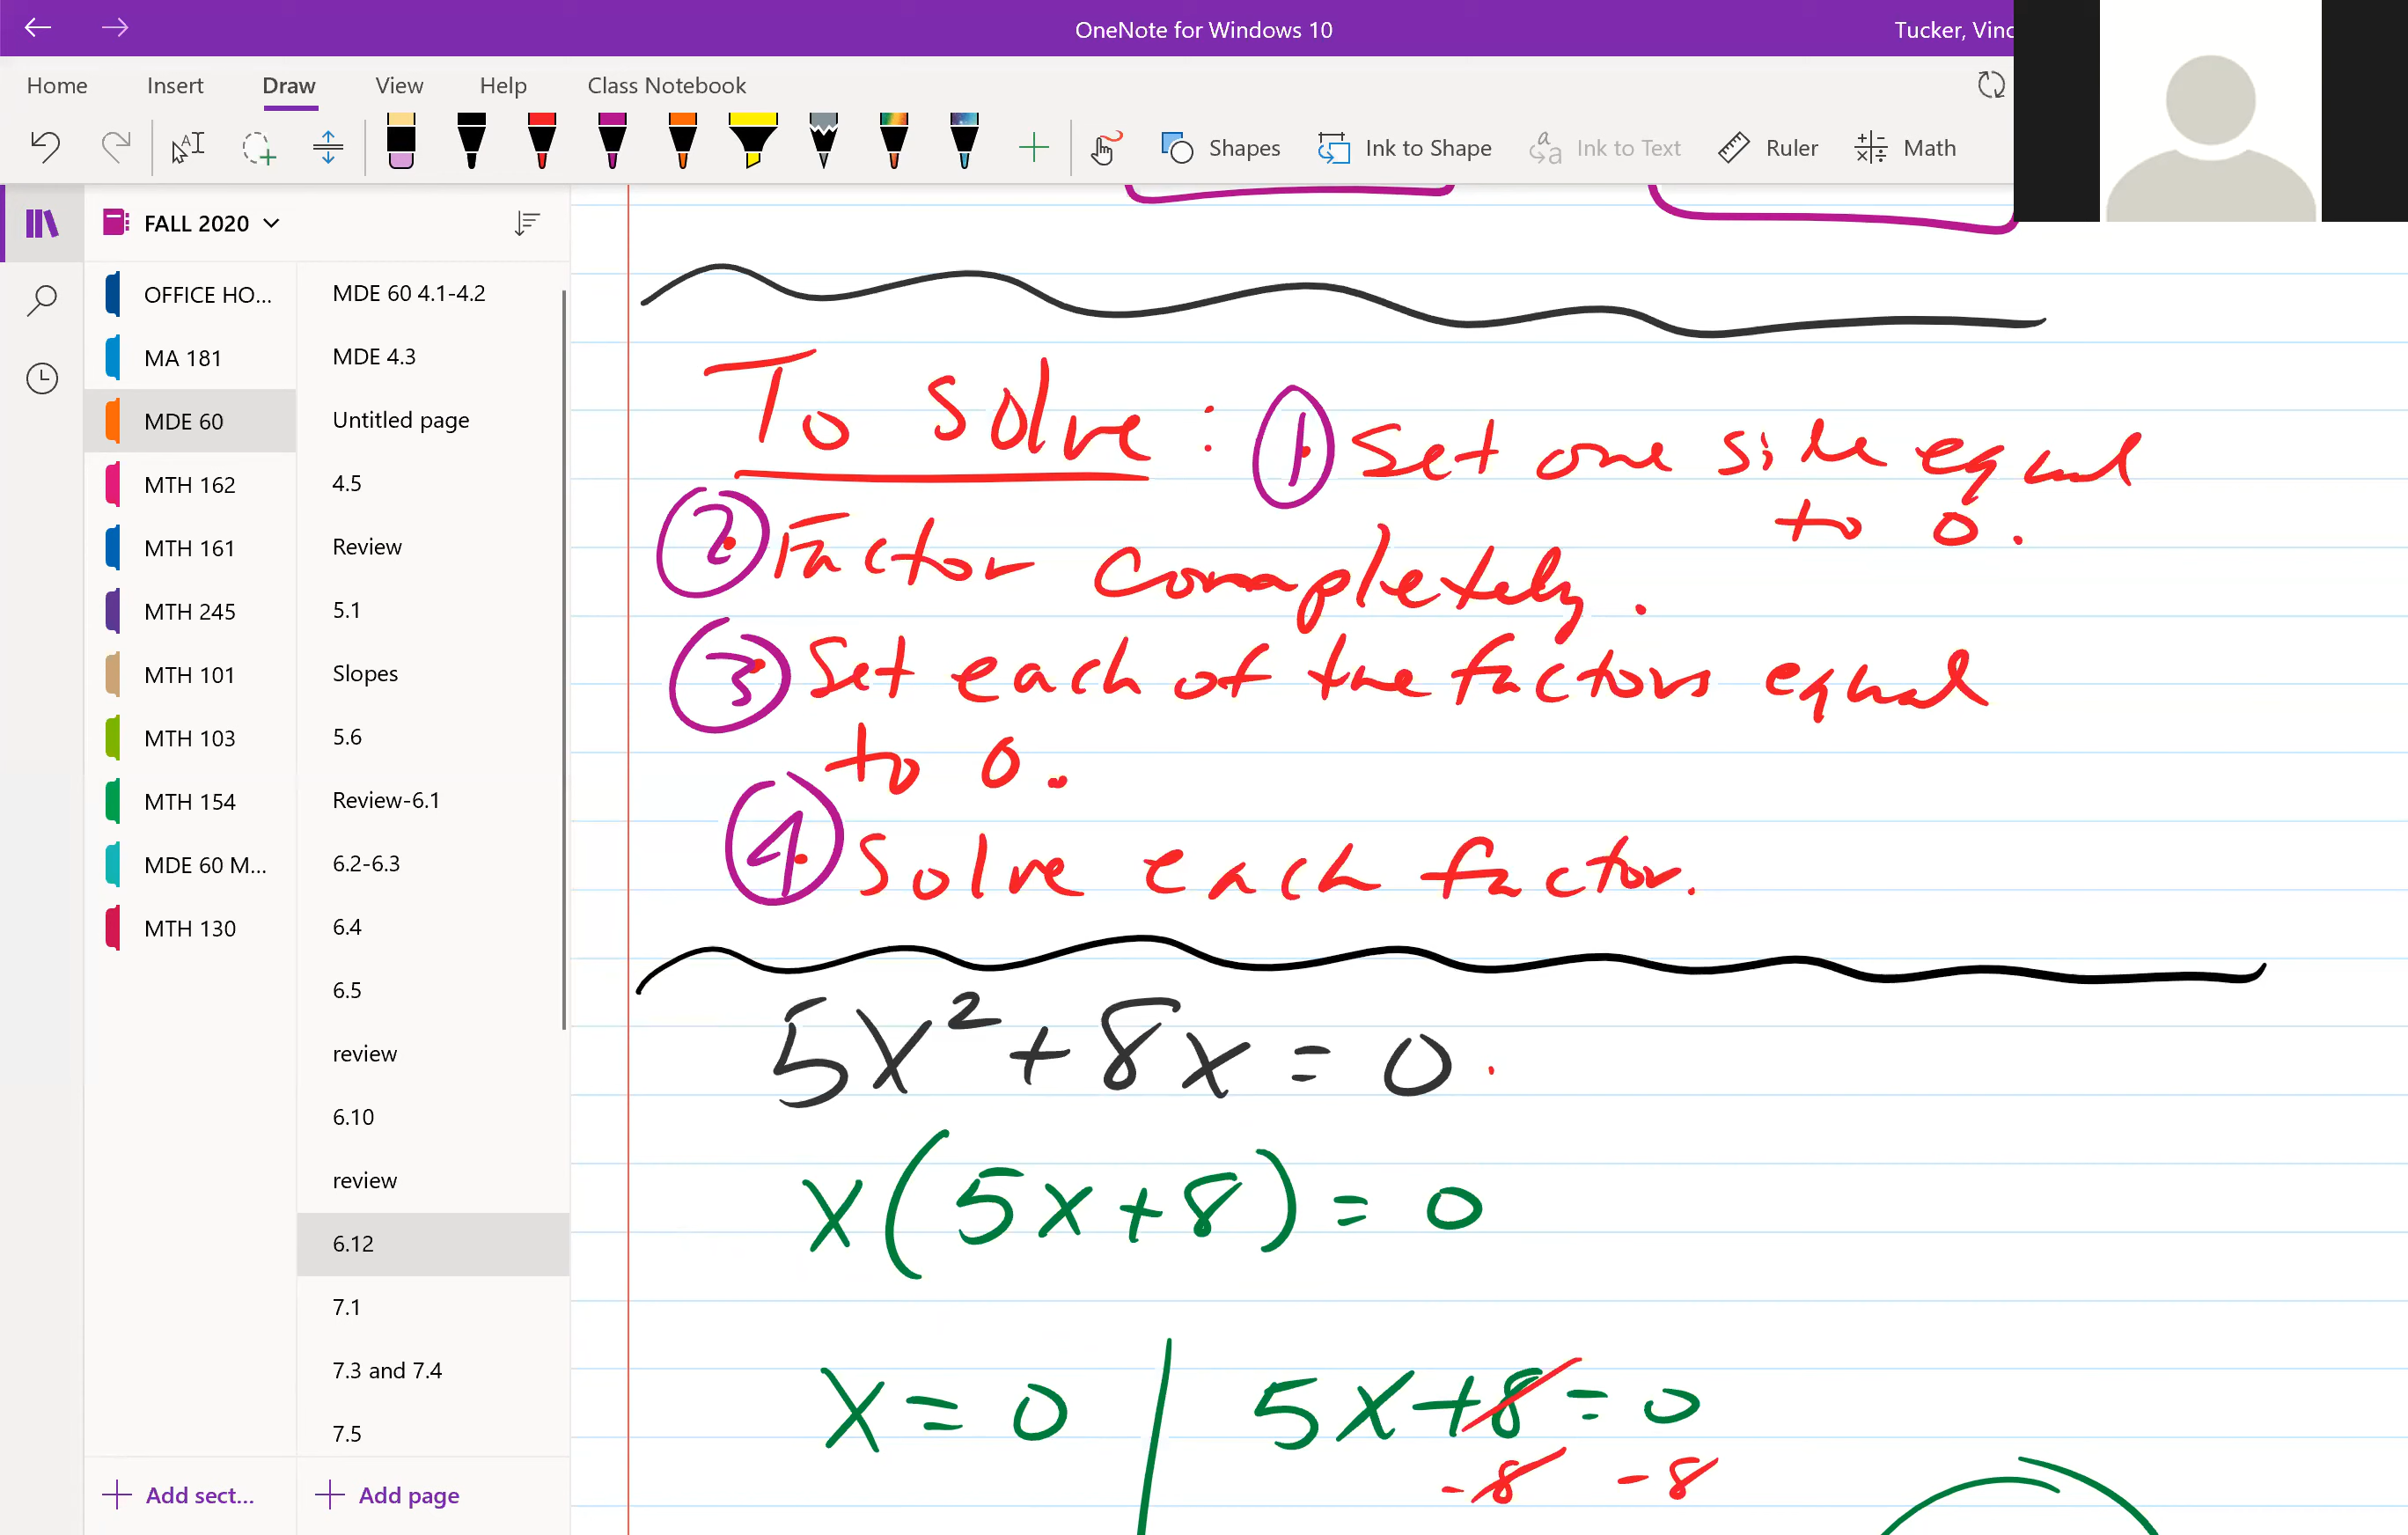 OneNote for Windows 10
Tucker, Vinc
Home Insert Draw View Help Class Notebook
Shapes Ink to Shape Ink to Text Ruler Math
FALL 2020
OFFICE HO...
MA 181
MDE 60
MTH 162
MTH 161
MTH 245
MTH 101
MTH 103
MTH 154
MDE 60 M...
MTH 130
Add sect...
MDE 60 4.1-4.2
MDE 4.3
Untitled page
4.5
Review
5.1
Slopes
5.6
Review-6.1
6.2-6.3
6.4
6.5
review
6.10
review
6.12
7.1
7.3 and 7.4
7.5
Add page
To solve: 1. Set one side equal
to 0.
2. Factor completely.
3. Set each of the factors equal
to 0.
4. Solve each factor.
5x²+8x=0
x(5x+8)=0
x=0 | 5x+8=0
-8 -8